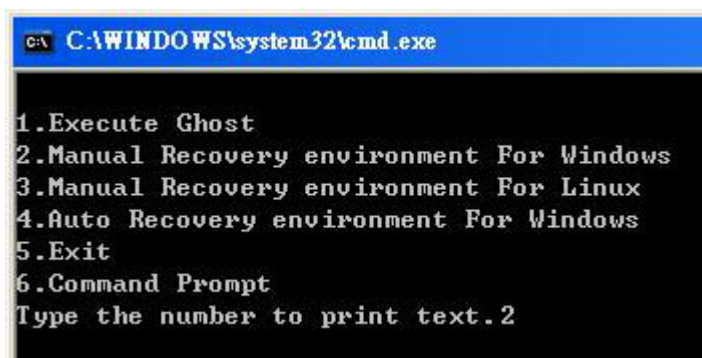 C:\WINDOWS\system32\cmd.exe
1.Execute Ghost
2.Manual Recovery environment For Windows
3.Manual Recovery environment For Linux
4.Auto Recovery environment For Windows
5.Exit
6.Command Prompt
Type the number to print text.2